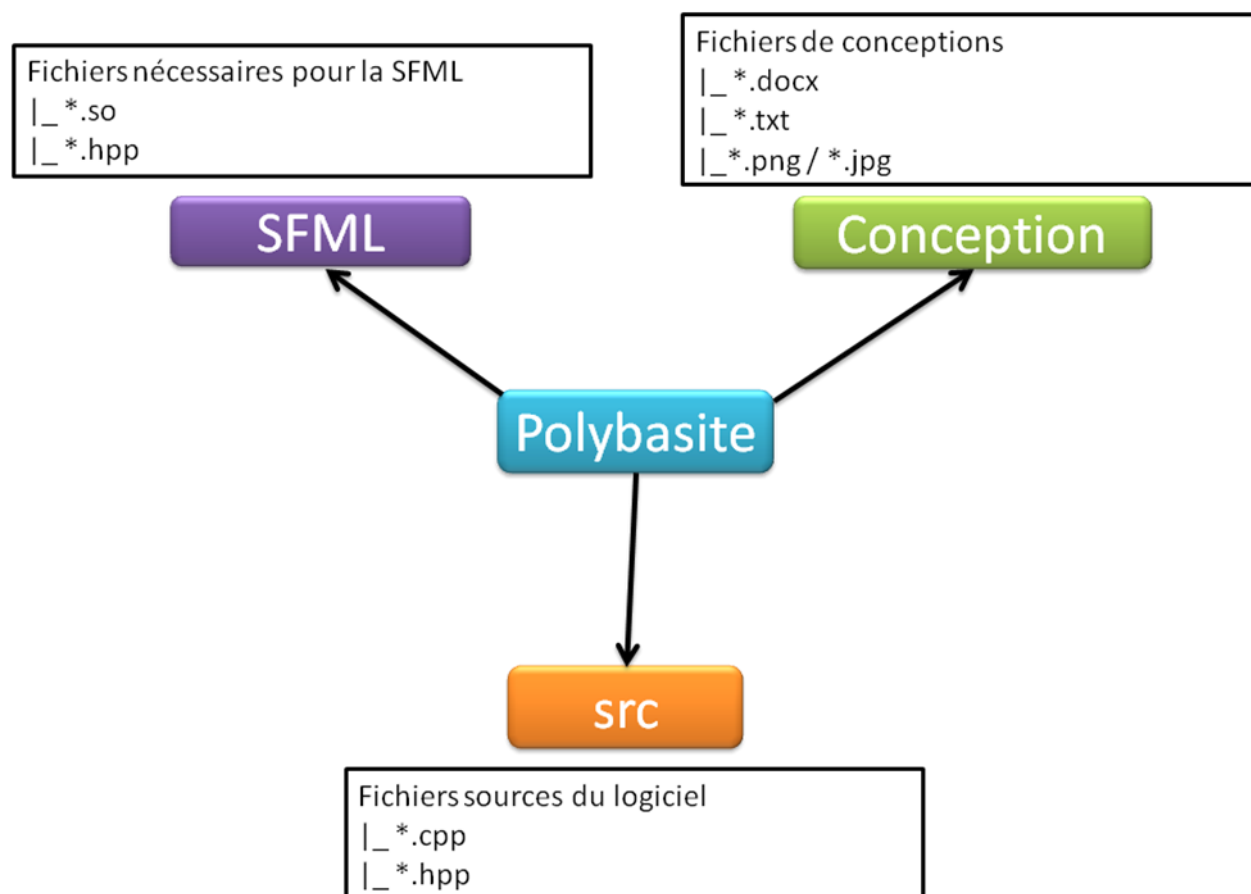 Fichiers nécessaires pour la SFML
|_ *.so
|_ *.hpp
SFML
Fichiers de conceptions
|_ *.docx
|_ *.txt
|_*.png / *.jpg
Conception
Polybasite
src
Fichiers sources du logiciel
|_ *.cpp
|_ *.hpp